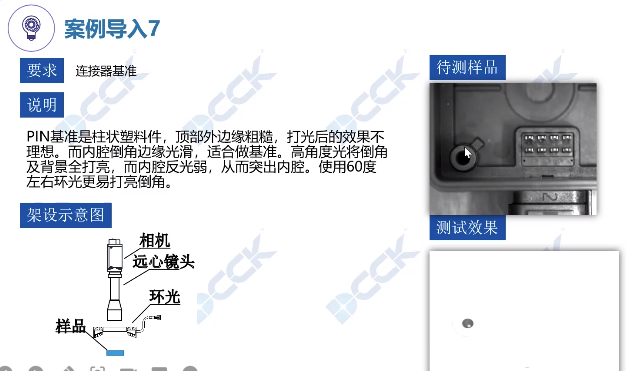 案例导入7
要求 连接器基准
待测样品
说明
PIN基准是柱状塑料件，顶部外边缘粗糙，打光后的效果不
理想。而内腔倒角边缘光滑，适合做基准。高角度光将倒角
及背景全打亮，而内腔反光弱，从而突出内腔。使用60度
左右环光更易打亮倒角。
架设示意图
测试效果
相机
远心镜头
环光
样品
DCCK
DCCK
DCCK
DCCK
DCCK
DCCK